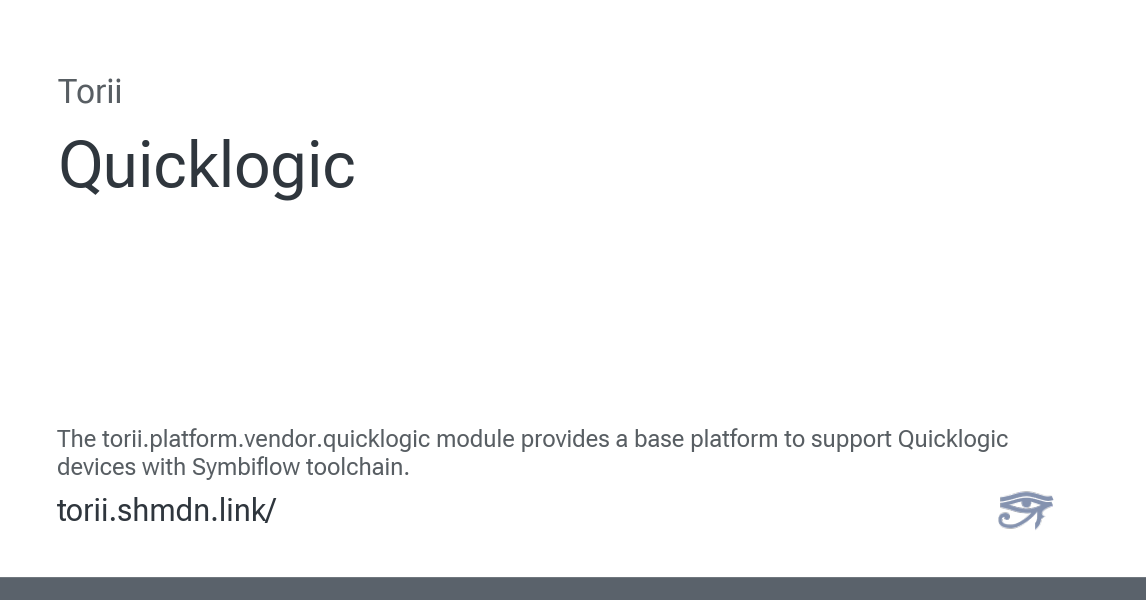 Torii
Quicklogic
The torii.platform.vendor.quicklogic module provides a base platform to support Quicklogic
devices with Symbiflow toolchain.
torii.shmdn.link/